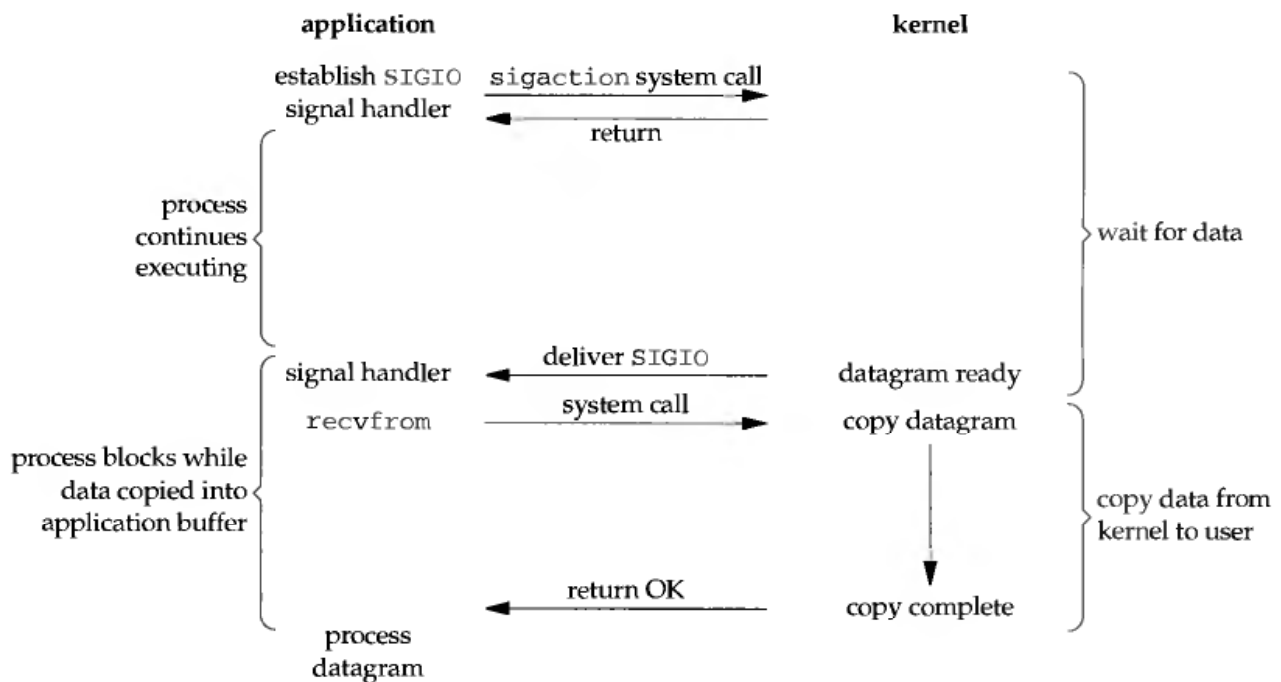 application
kernel
establish SIGIO
signal handler
sigaction system call
return
process
continues
executing
wait for data
signal handler
deliver SIGIO
datagram ready
recvfrom
system call
copy datagram
process blocks while
data copied into
application buffer
copy data from
kernel to user
return OK
copy complete
process
datagram